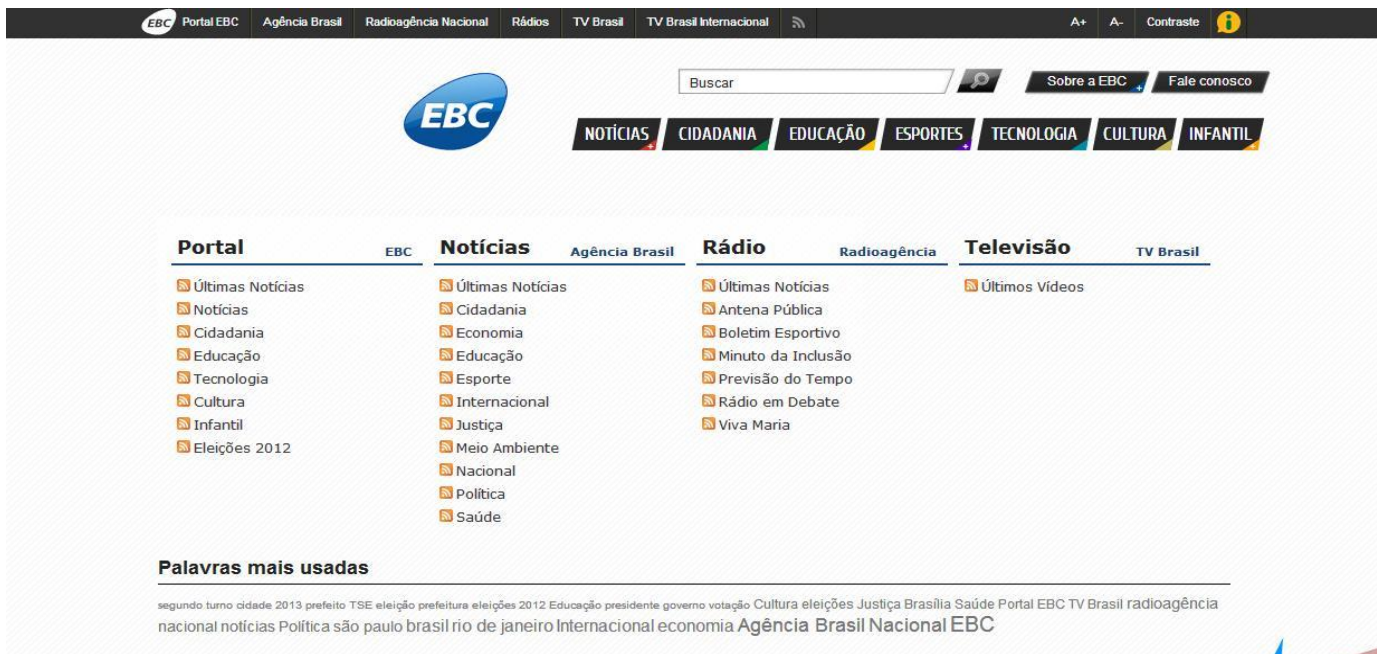 EBC Portal EBC Agência Brasil Radioagência Nacional Rádios TV Brasil TV Brasil Internacional A+ A- Contraste i
Buscar Sobre a EBC Fale conosco
EBC
NOTÍCIAS CIDADANIA EDUCAÇÃO ESPORTES TECNOLOGIA CULTURA INFANTIL
Portal EBC
Últimas Notícias
Notícias
Cidadania
Educação
Tecnologia
Cultura
Infantil
Eleições 2012
Notícias Agência Brasil
Últimas Notícias
Cidadania
Economia
Educação
Esporte
Internacional
Justiça
Meio Ambiente
Nacional
Política
Saúde
Rádio Radioagência
Últimas Notícias
Antena Pública
Boletim Esportivo
Minuto da Inclusão
Previsão do Tempo
Rádio em Debate
Viva Maria
Televisão TV Brasil
Últimos Vídeos
Palavras mais usadas
segundo turno cidade 2013 prefeito TSE eleição prefeitura eleições 2012 Educação presidente governo votação Cultura eleições Justiça Brasília Saúde Portal EBC TV Brasil radioagência
nacional notícias Política são paulo brasil rio de janeiro Internacional economia Agência Brasil Nacional EBC